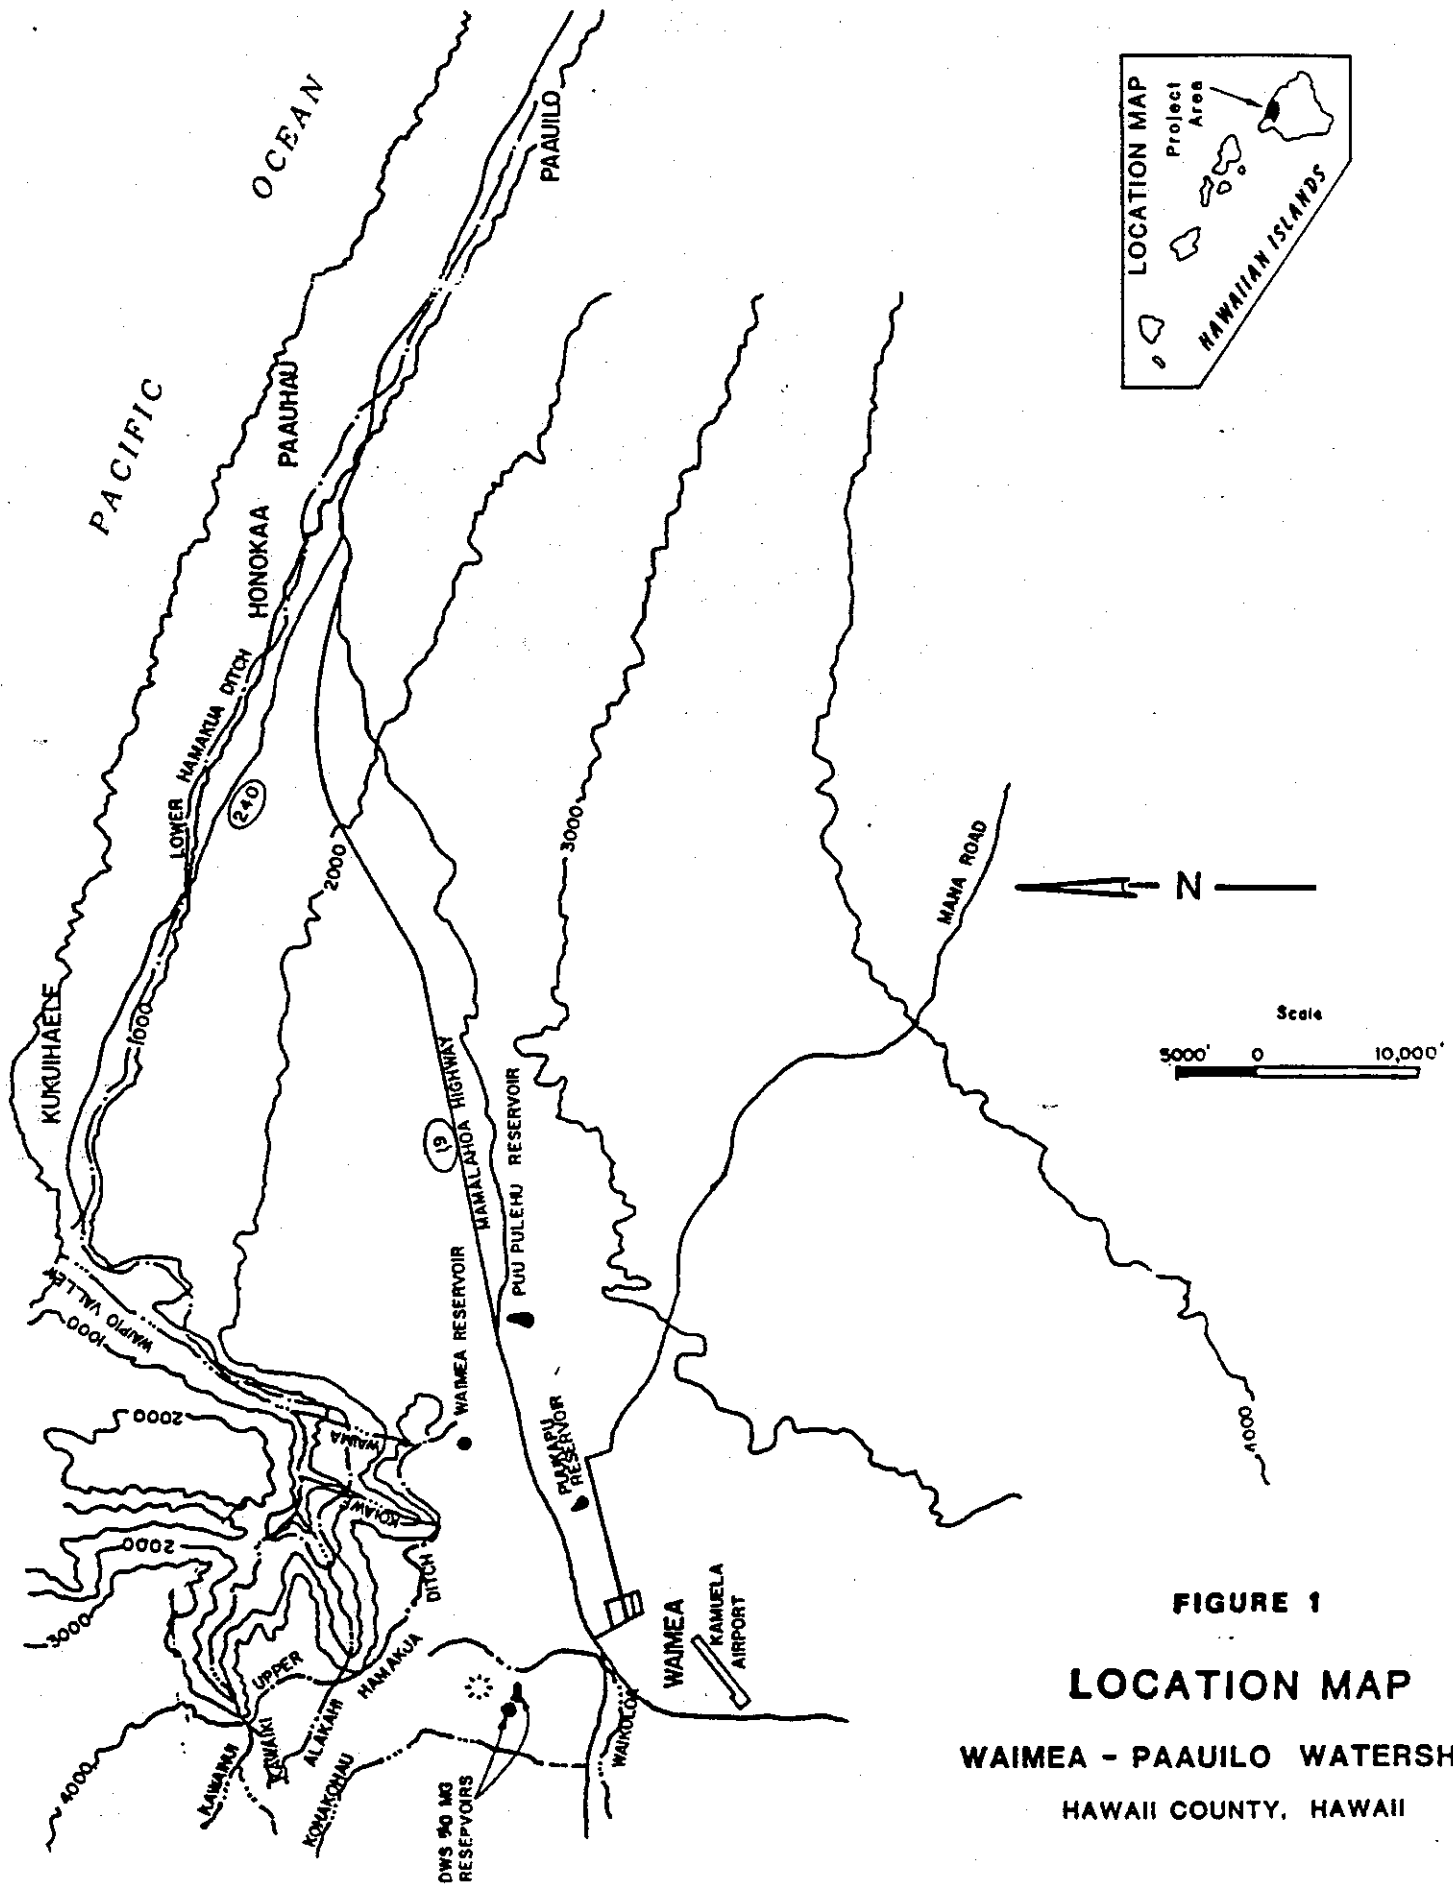 PACIFIC OCEAN
KUKUIHAELE
HONOKAA
PAAUHAU
PAAUILO
LOWER HAMAKUA DITCH
240
1000
2000
3000
4000
WAIPIO VALLEY
1000
2000
2000
3000
4000
19
MAMALAHOA HIGHWAY
PUU PULEHU RESERVOIR
WAIMEA RESERVOIR
PUUKAPU
RESERVOIR
MANA ROAD
WAIMA
KOIAWE
UPPER HAMAKUA DITCH
KAWAINUI
KAWAIKI
ALAKAHI
KOHAKOHAU
WAIKOLOA
DWS 50 MG
RESERVOIRS
WAIMEA
KAMUELA
AIRPORT
LOCATION MAP
Project
Area
HAWAIIAN ISLANDS
N
Scale
5000' 0 10,000'
FIGURE 1
LOCATION MAP
WAIMEA - PAAUILO WATERSH
HAWAII COUNTY, HAWAII